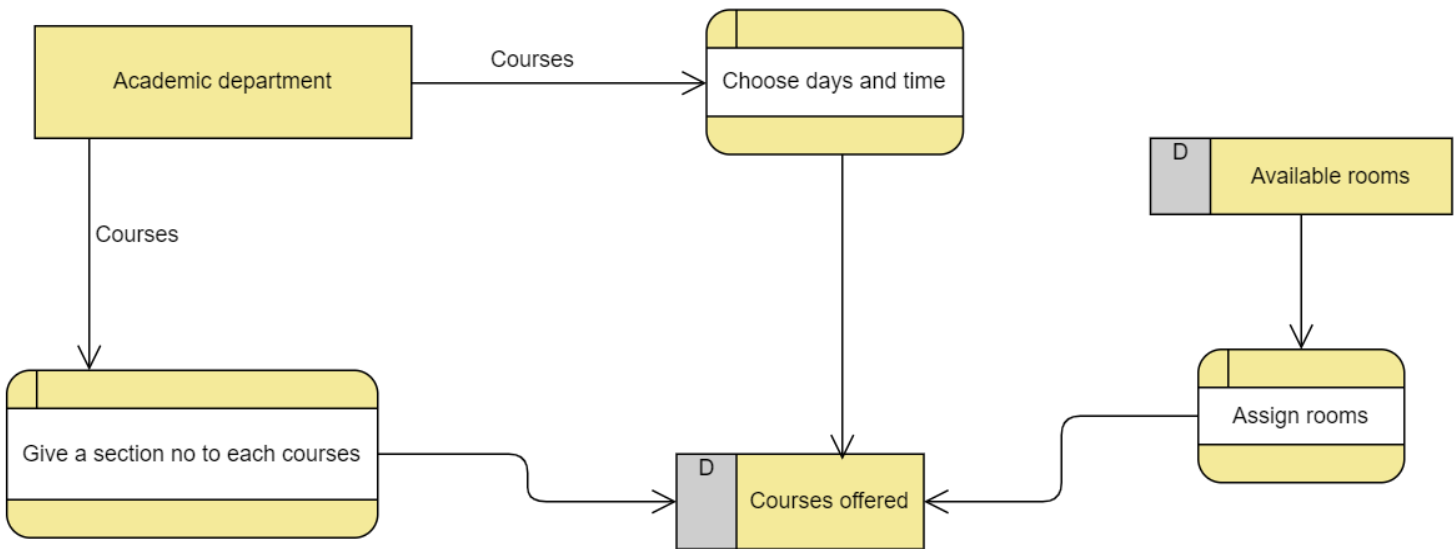 Academic department
Courses
Choose days and time
D
Available rooms
Courses
Give a section no to each courses
Assign rooms
D
Courses offered